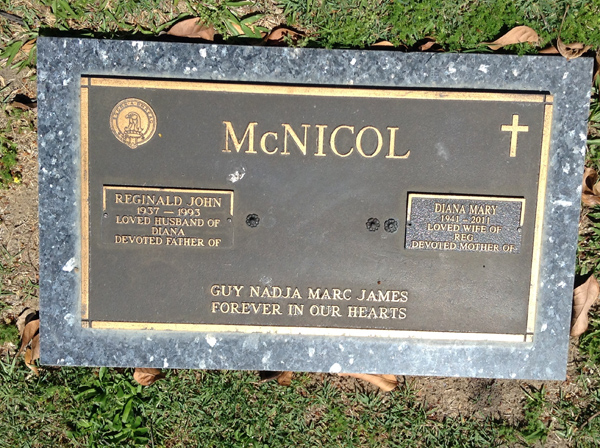 McNICOL
REGINALD JOHN
1937 — 1993
LOVED HUSBAND OF
DIANA
DEVOTED FATHER OF
DIANA MARY
1941 - 2011
LOVED WIFE OF
REG
DEVOTED MOTHER OF
GUY NADJA MARC JAMES
FOREVER IN OUR HEARTS